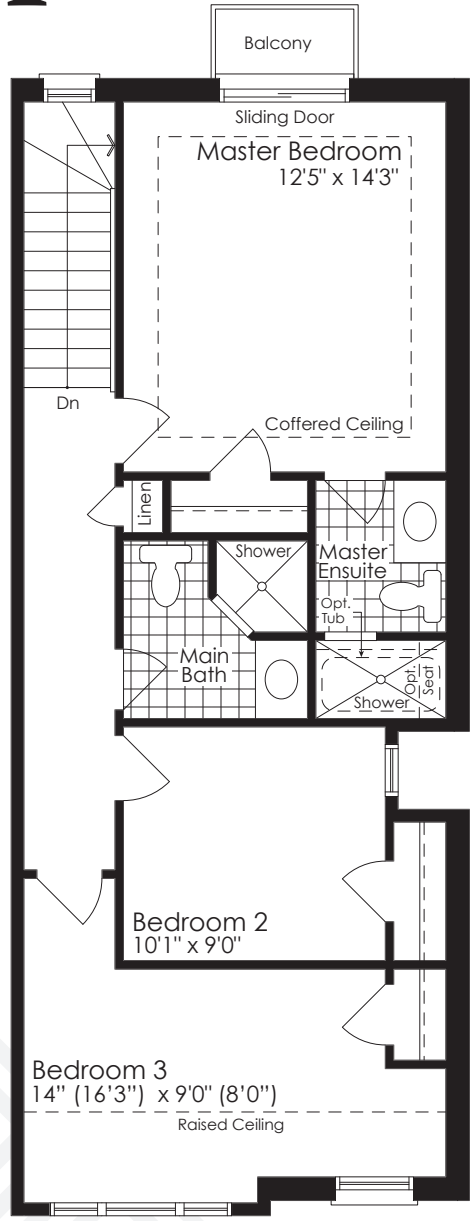 Balcony
Sliding Door
Master Bedroom
12'5" x 14'3"
Dn
Coffered Ceiling
Linen
Shower
Master
Ensuite
Opt.
Tub
Main
Bath
Opt.
Seat
Shower
Bedroom 2
10'1" x 9'0"
Bedroom 3
14” (16’3”) x 9'0" (8’0”)
Raised Ceiling